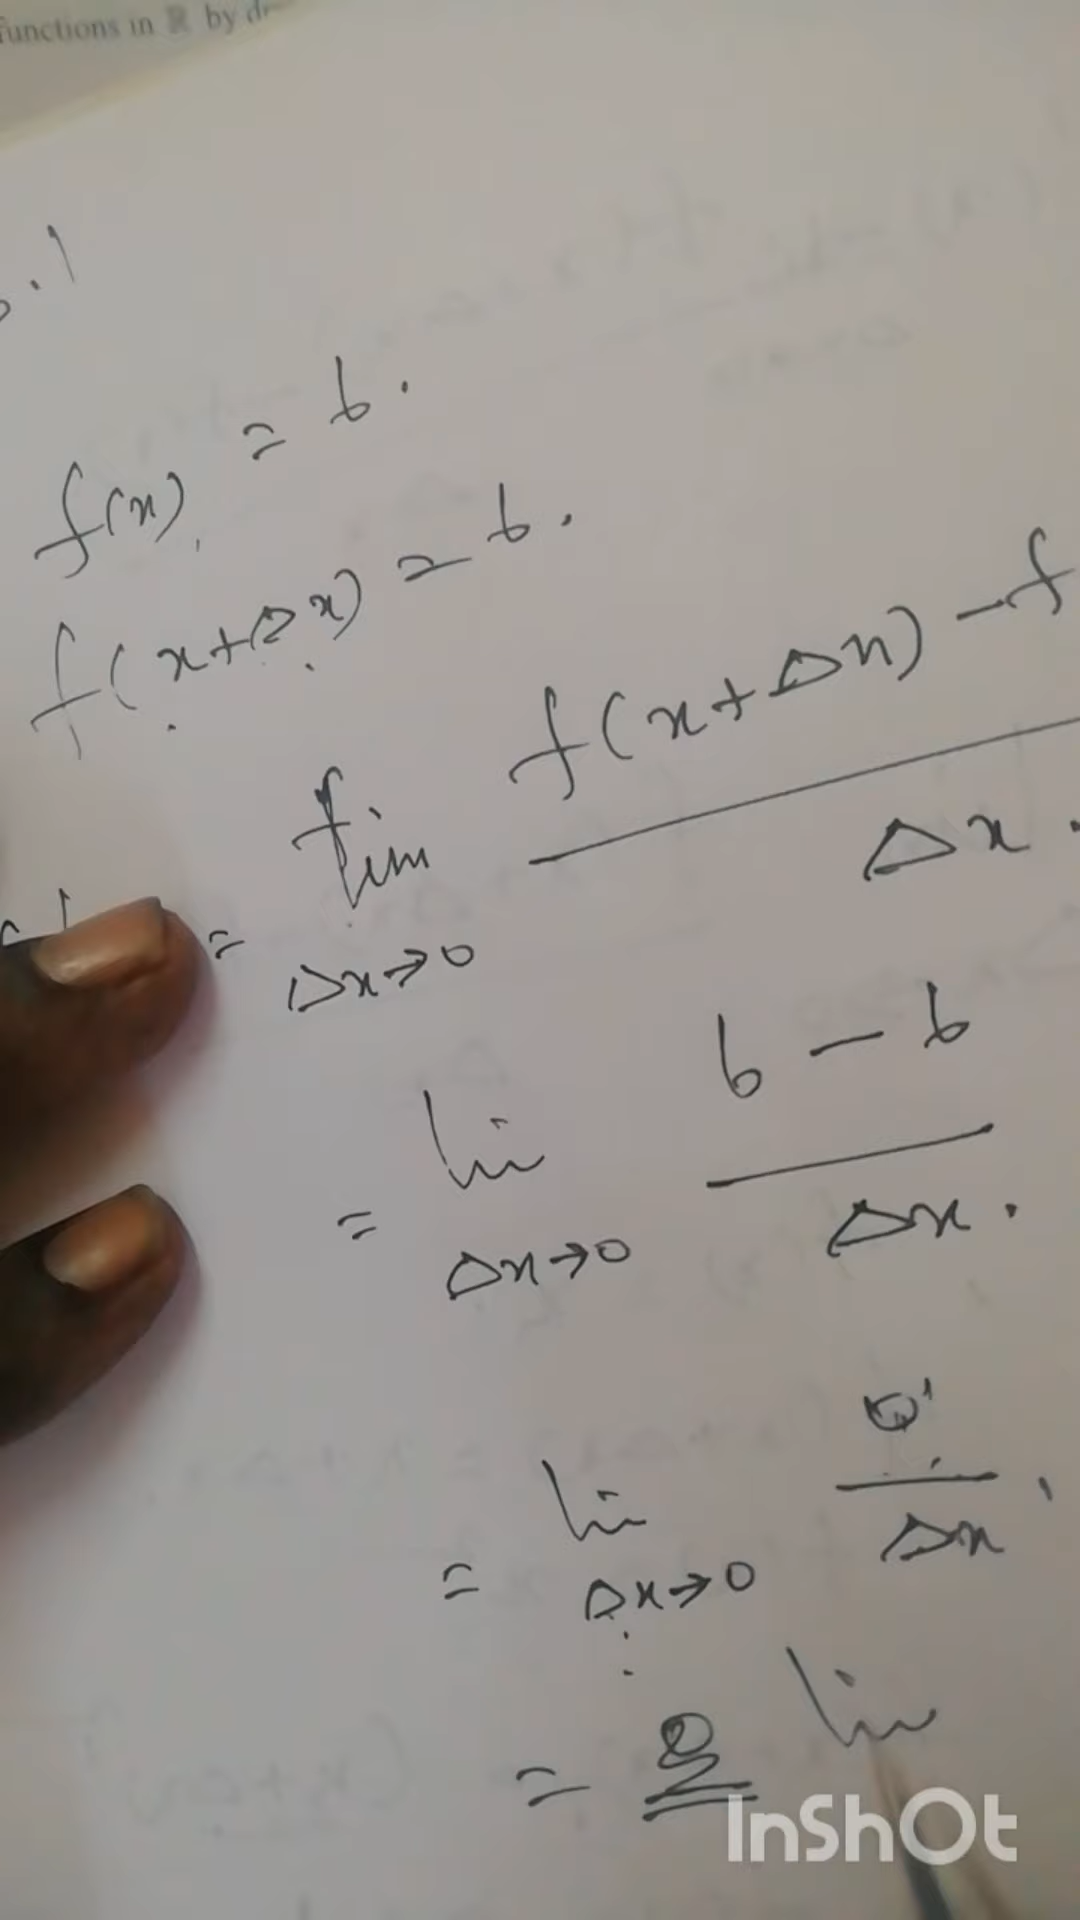 functions in ℝ by
.1
f(x) = b.
f(x+Δx) = b.
= lim Δx→0 f(x+Δx) - f / Δx.
= lim Δx→0 b - b / Δx.
= lim Δx→0 0 / Δx.
= 0 lim
InShOt